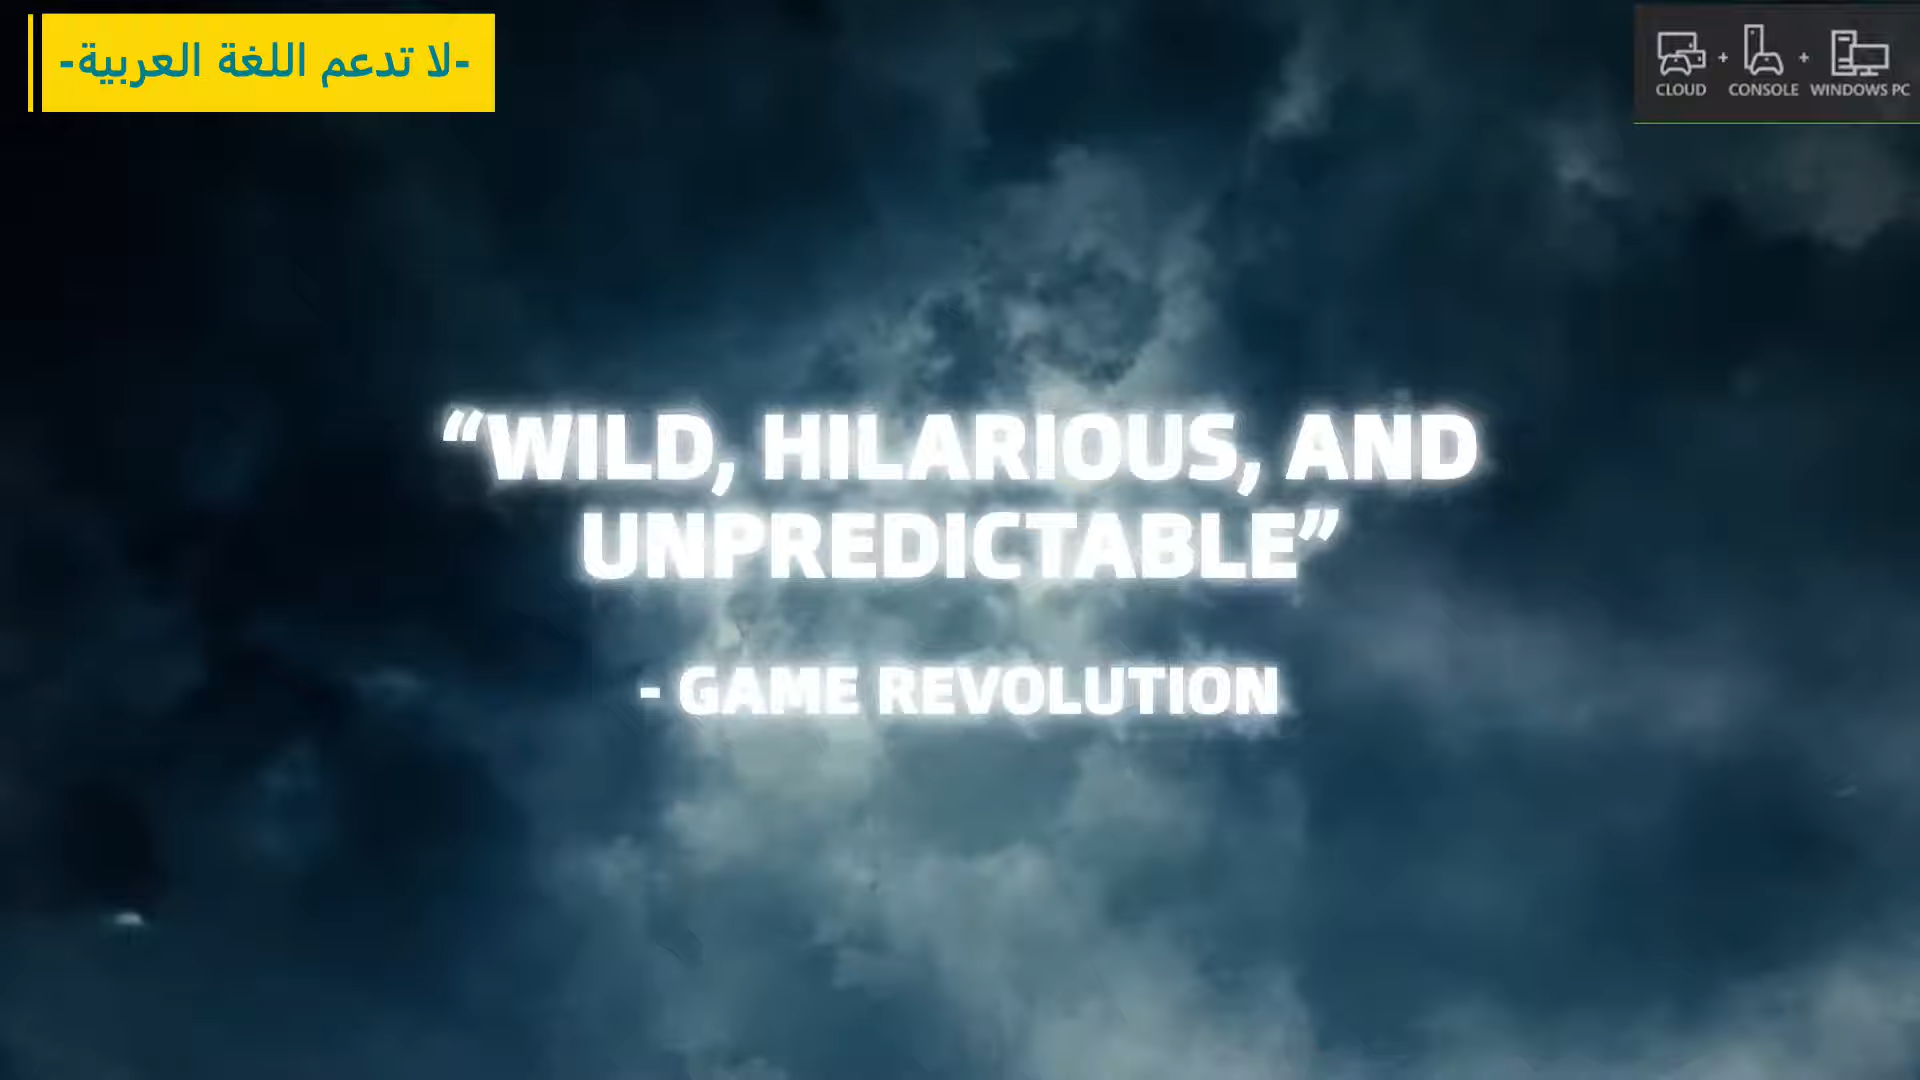 -لا تدعم اللغة العربية-
CLOUD + CONSOLE + WINDOWS PC
“WILD, HILARIOUS, AND
UNPREDICTABLE”
- GAME REVOLUTION